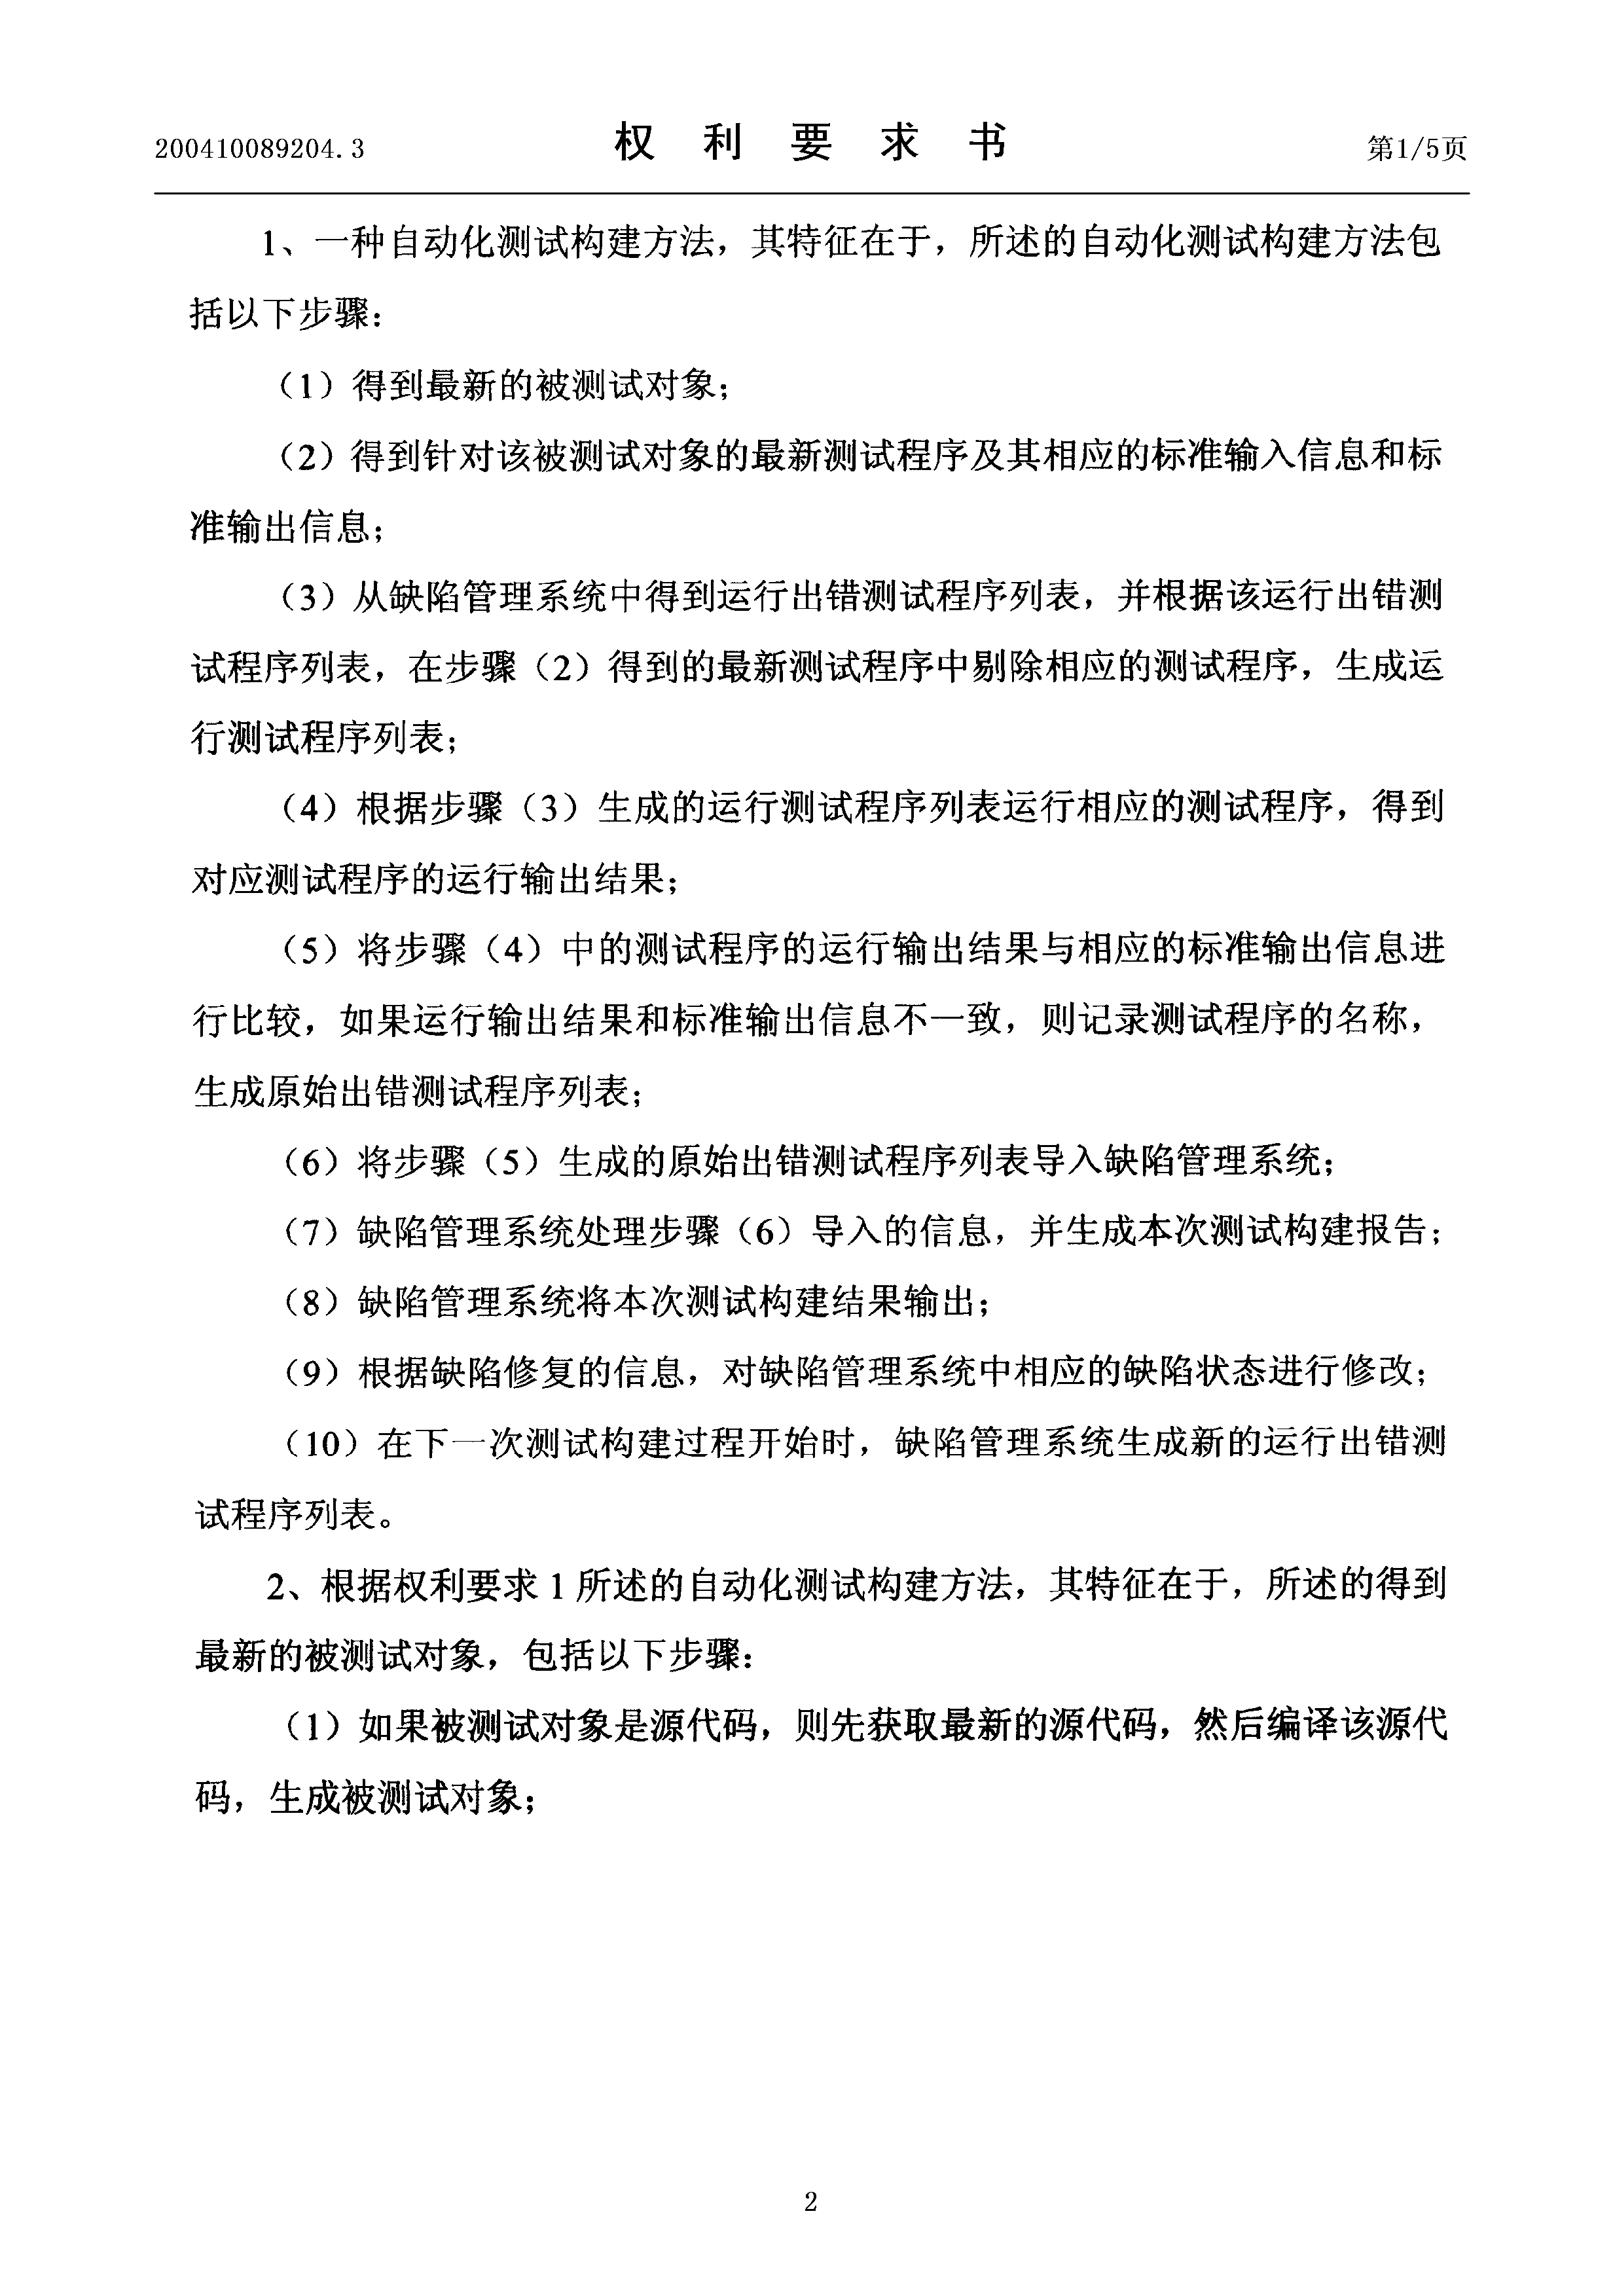 200410089204.3 权利要求书 第1/5页
1、一种自动化测试构建方法，其特征在于，所述的自动化测试构建方法包
括以下步骤：
（1）得到最新的被测试对象；
（2）得到针对该被测试对象的最新测试程序及其相应的标准输入信息和标
准输出信息；
（3）从缺陷管理系统中得到运行出错测试程序列表，并根据该运行出错测
试程序列表，在步骤（2）得到的最新测试程序中剔除相应的测试程序，生成运
行测试程序列表；
（4）根据步骤（3）生成的运行测试程序列表运行相应的测试程序，得到
对应测试程序的运行输出结果；
（5）将步骤（4）中的测试程序的运行输出结果与相应的标准输出信息进
行比较，如果运行输出结果和标准输出信息不一致，则记录测试程序的名称，
生成原始出错测试程序列表；
（6）将步骤（5）生成的原始出错测试程序列表导入缺陷管理系统；
（7）缺陷管理系统处理步骤（6）导入的信息，并生成本次测试构建报告；
（8）缺陷管理系统将本次测试构建结果输出；
（9）根据缺陷修复的信息，对缺陷管理系统中相应的缺陷状态进行修改；
（10）在下一次测试构建过程开始时，缺陷管理系统生成新的运行出错测
试程序列表。
2、根据权利要求 1 所述的自动化测试构建方法，其特征在于，所述的得到
最新的被测试对象，包括以下步骤：
（1）如果被测试对象是源代码，则先获取最新的源代码，然后编译该源代
码，生成被测试对象；
2